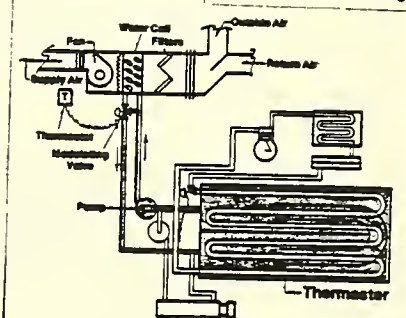 Outside Air
Water Coil
Fan
Filters
Return Air
Supply Air
T
Thermostat
Modulating
Valve
Pump
Thermaster